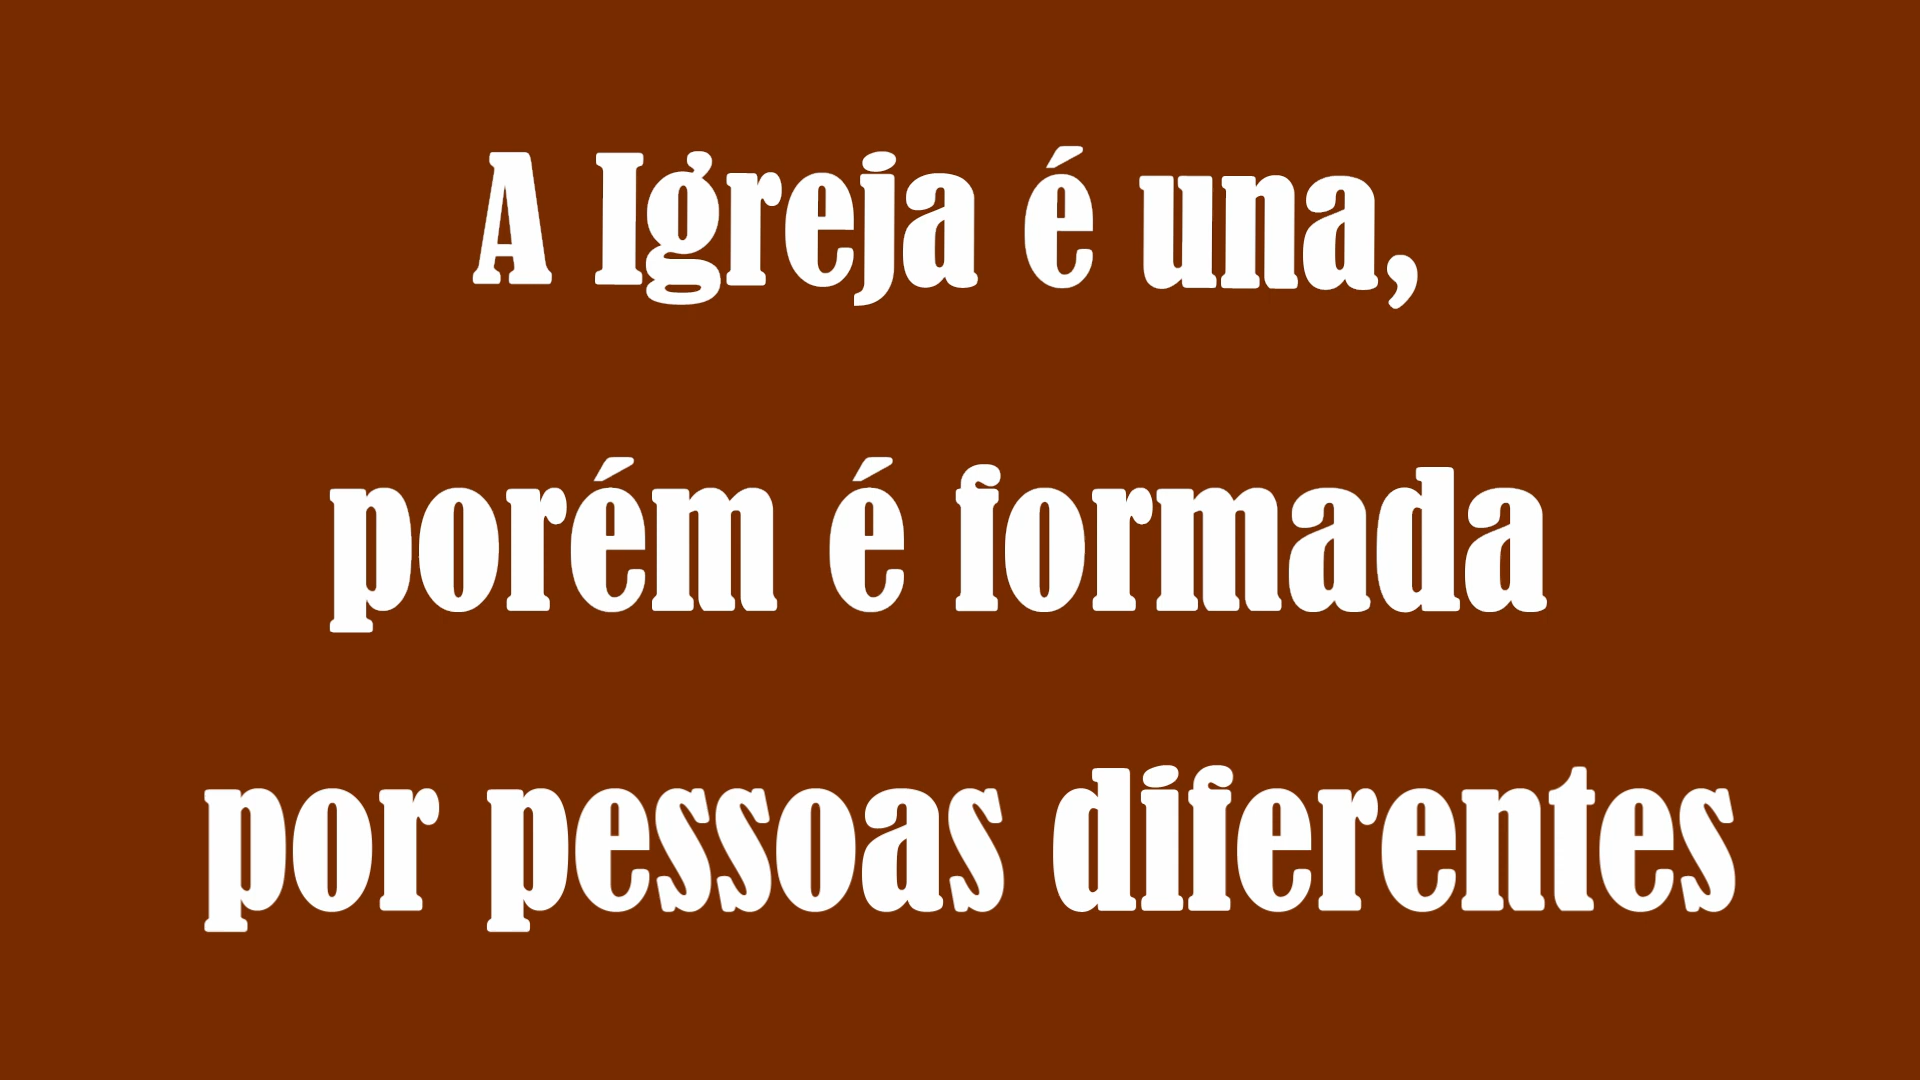 A Igreja é una,
porém é formada
por pessoas diferentes